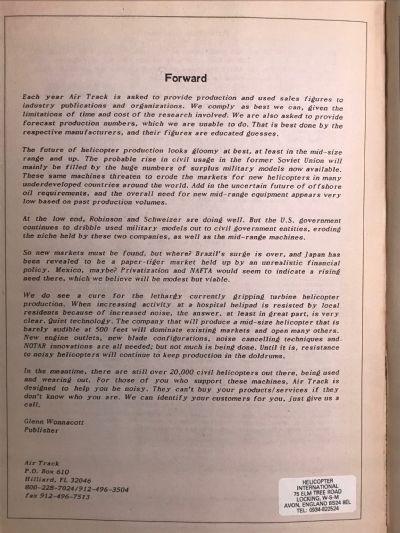 Forward
Each year Air Track is asked to provide production and used sales figures to
industry publications and organizations. We comply as best we can, given the
limitations of time and cost of the research involved. We are also asked to provide
forecast production numbers, which we are unable to do. That is best done by the
respective manufacturers, and their figures are educated guesses.
The future of helicopter production looks gloomy at best, at least in the mid-size
range and up. The probable rise in civil usage in the former Soviet Union will
mainly be filled by the huge numbers of surplus military models now available.
These same machines threaten to erode the markets for new helicopters in many
underdeveloped countries around the world. Add in the uncertain future of offshore
oil requirements, and the overall need for new mid-range equipment appears very
low based on past production volumes.
At the low end, Robinson and Schweizer are doing well. But the U.S. government
continues to dribble used military models out to civil government entities, eroding
the niche held by these two companies, as well as the mid-range machines.
So new markets must be found, but where? Brazil's surge is over, and Japan has
been revealed to be a paper-tiger market held up by an unrealistic financial
policy. Mexico, maybe? Privatization and NAFTA would seem to indicate a rising
need there, which we believe will be modest but viable.
We do see a cure for the lethargy currently gripping turbine helicopter
production. When increasing activity at a hospital helipad is resisted by local
residents because of increased noise, the answer, at least in great part, is very
clear. Quiet technology. The company that will produce a mid-size helicopter that is
barely audible at 500 feet will dominate existing markets and open many others.
New engine outlets, new blade configurations, noise cancelling techniques and
NOTAR innovations are all needed; but not much is being done. Until it is, resistance
to noisy helicopters will continue to keep production in the doldrums.
In the meantime, there are still over 20,000 civil helicopters out there, being used
and wearing out. For those of you who support these machines, Air Track is
designed to help you be noisy. They can't buy your products/services if they
don't know who you are. We can identify your customers for you, just give us a
call.
Glenn Wonnacott
Publisher
Air Track
P.O. Box 610
Hilliard, FL 32046
800-228-7024/912-496-3504
fax 912-496-7513
HELICOPTER
INTERNATIONAL
75 ELM TREE ROAD
LOCKING, W-S-M
AVON, ENGLAND BS24 8EL
TEL: 0934-822524